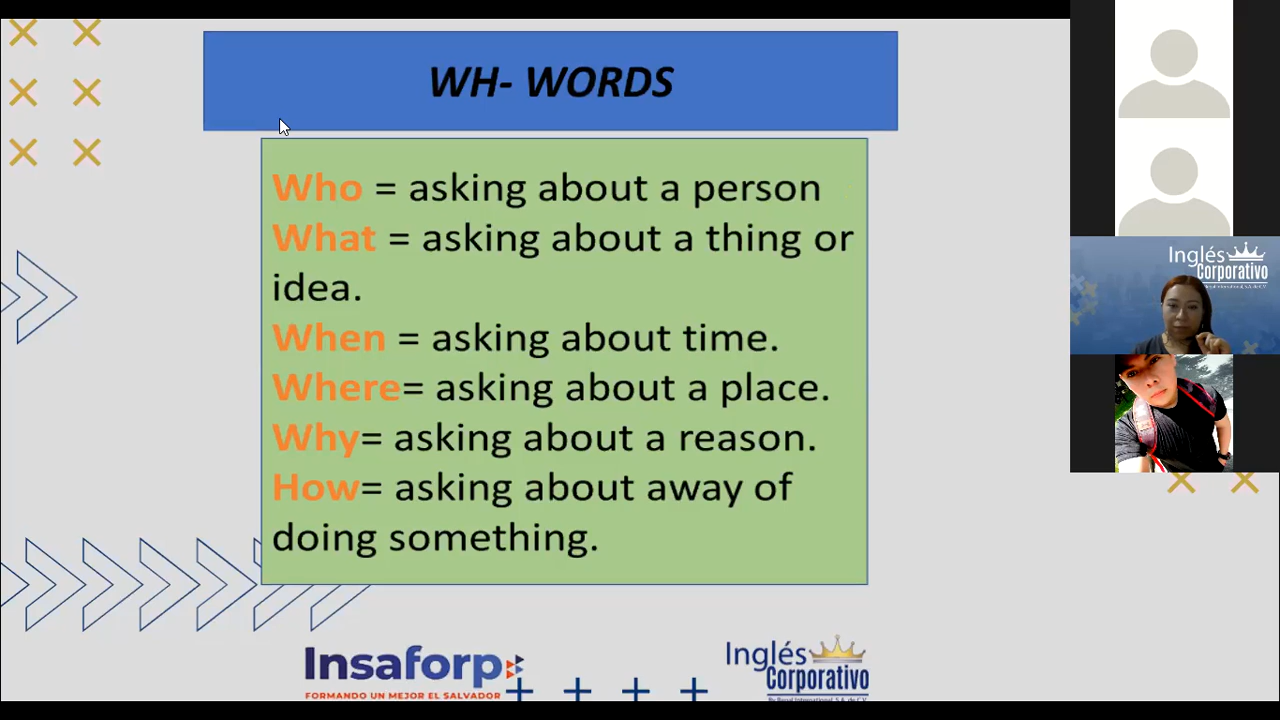 WH- WORDS
Who = asking about a person
What = asking about a thing or
idea.
When = asking about time.
Where= asking about a place.
Why= asking about a reason.
How= asking about away of
doing something.
Insaforp
FORMANDO UN MEJOR EL SALVADOR
Inglés
Corporativo
Inglés
Corporativo